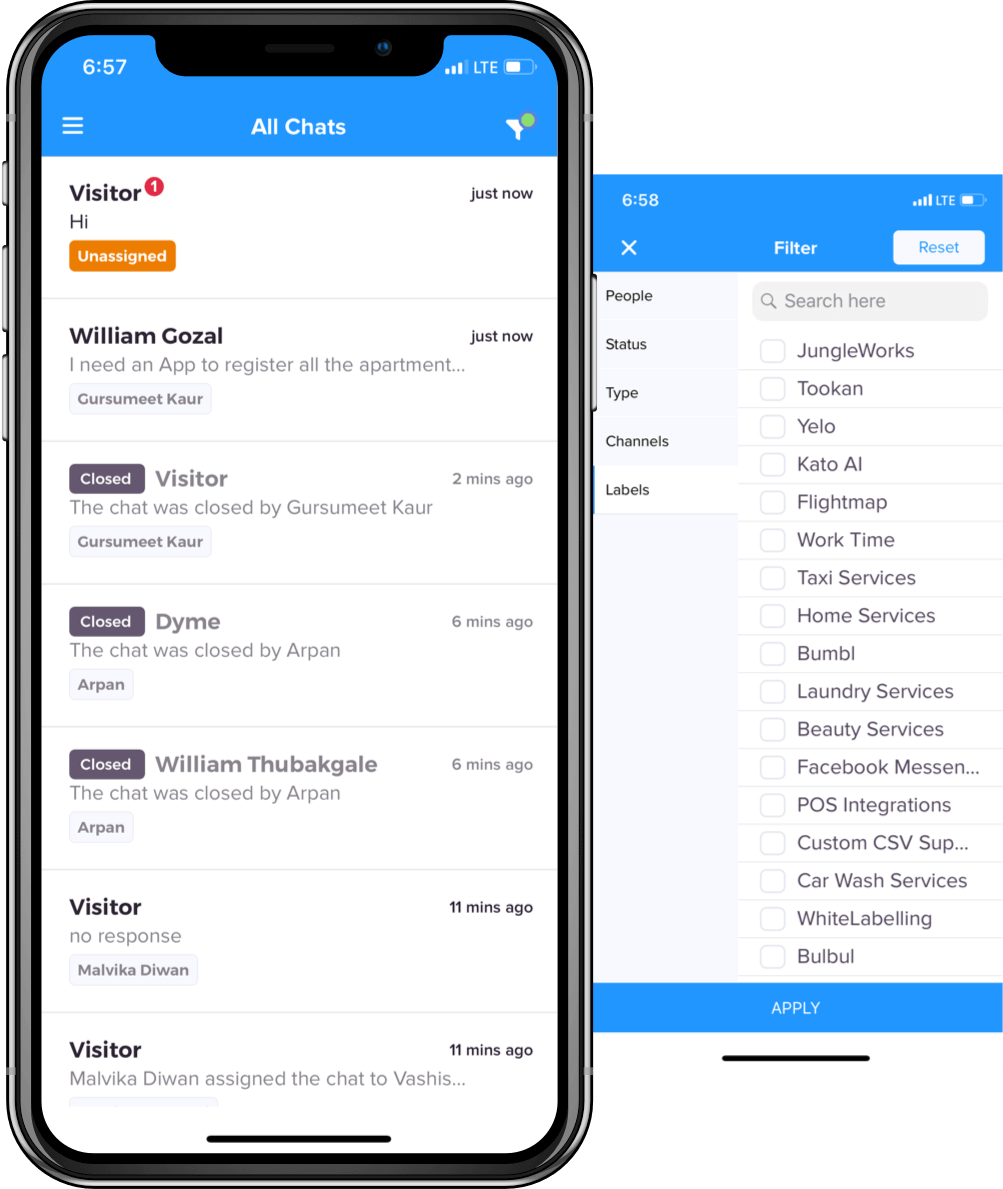 6:57 LTE
All Chats
Visitor 1 just now
Hi
Unassigned
William Gozal just now
I need an App to register all the apartment...
Gursumeet Kaur
Closed Visitor 2 mins ago
The chat was closed by Gursumeet Kaur
Gursumeet Kaur
Closed Dyme 6 mins ago
The chat was closed by Arpan
Arpan
Closed William Thubakgale 6 mins ago
The chat was closed by Arpan
Arpan
Visitor 11 mins ago
no response
Malvika Diwan
Visitor 11 mins ago
Malvika Diwan assigned the chat to Vashis...
6:58 LTE
Filter Reset
People
Status
Type
Channels
Labels
Search here
JungleWorks
Tookan
Yelo
Kato AI
Flightmap
Work Time
Taxi Services
Home Services
Bumbl
Laundry Services
Beauty Services
Facebook Messen...
POS Integrations
Custom CSV Sup...
Car Wash Services
WhiteLabelling
Bulbul
APPLY